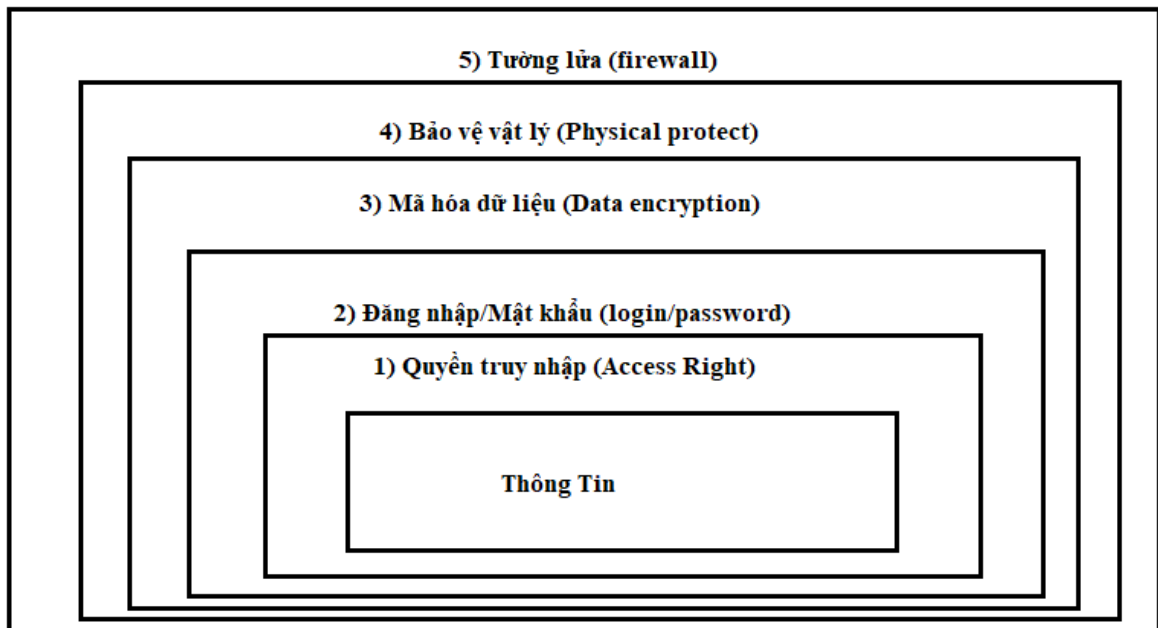 5) Tường lửa (firewall)
4) Bảo vệ vật lý (Physical protect)
3) Mã hóa dữ liệu (Data encryption)
2) Đăng nhập/Mật khẩu (login/password)
1) Quyền truy nhập (Access Right)
Thông Tin